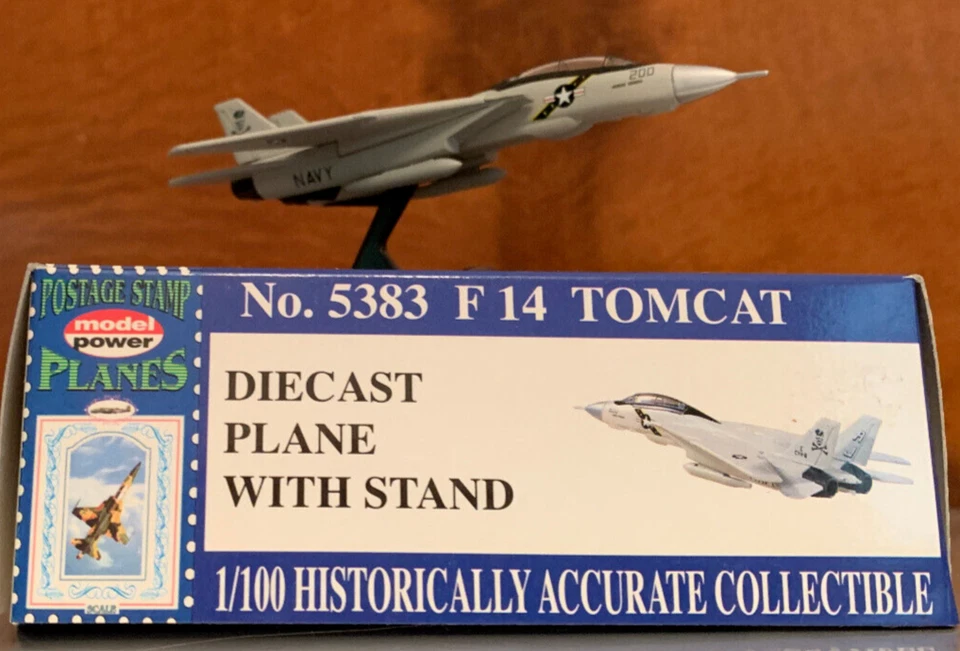 200
NAVY
POSTAGE STAMP
model
power
PLANES
No. 5383 F 14 TOMCAT
DIECAST
PLANE
WITH STAND
SCALE
1/100 HISTORICALLY ACCURATE COLLECTIBLE